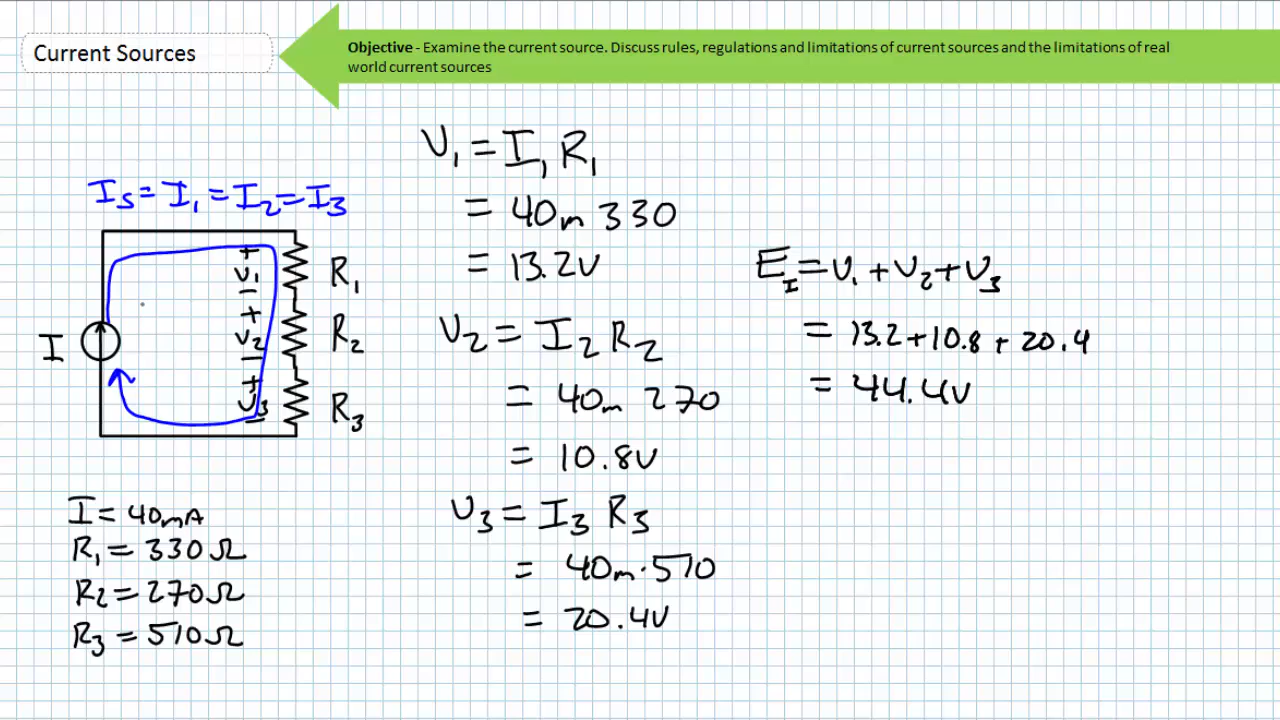 Current Sources
Objective - Examine the current source. Discuss rules, regulations and limitations of current sources and the limitations of real
world current sources
Is = I1 = I2 = I3
+
V1
-
+
V2
-
+
V3
-
I
R1
R2
R3
I = 40mA
R1 = 330Ω
R2 = 270Ω
R3 = 510Ω
V1 = I1 R1
= 40m 330
= 13.2V
V2 = I2 R2
= 40m 270
= 10.8V
V3 = I3 R3
= 40m·510
= 20.4V
EI = V1 + V2 + V3
= 13.2 + 10.8 + 20.4
= 44.4V